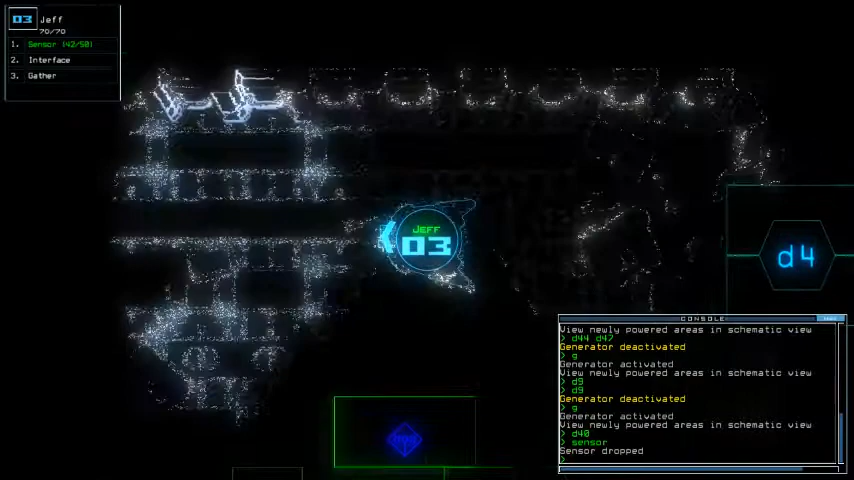 03 Jeff
70/70
1. Sensor (42/50)
2. Interface
3. Gather
JEFF
03
d4
CONSOLE
View newly powered areas in schematic view
> d44 d47
Generator deactivated
> g
Generator activated
View newly powered areas in schematic view
> d9
> d9
Generator deactivated
> g
Generator activated
View newly powered areas in schematic view
> d40
> sensor
Sensor dropped
>